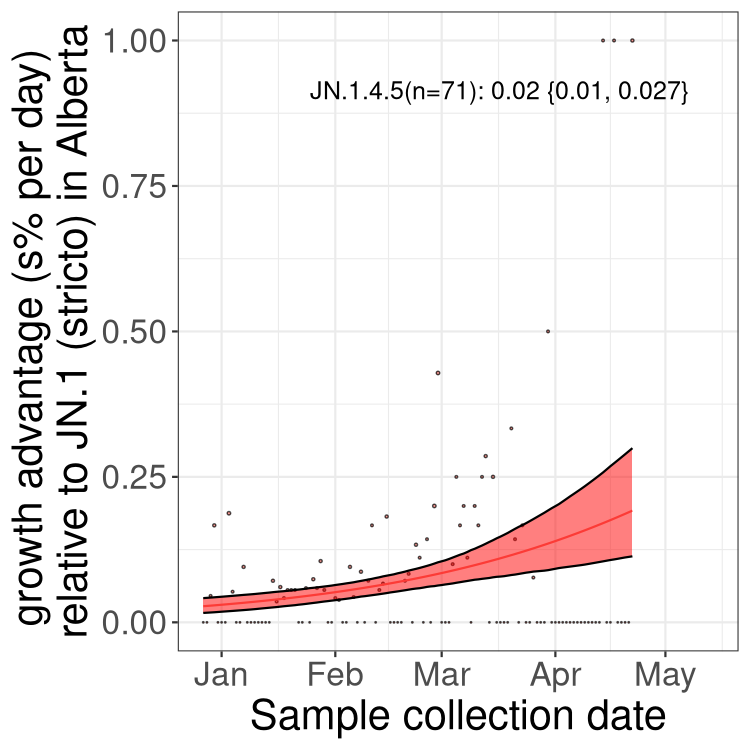 growth advantage (s% per day)
relative to JN.1 (stricto) in Alberta
1.00
0.75
0.50
0.25
0.00
JN.1.4.5(n=71): 0.02 {0.01, 0.027}
Jan Feb Mar Apr May
Sample collection date